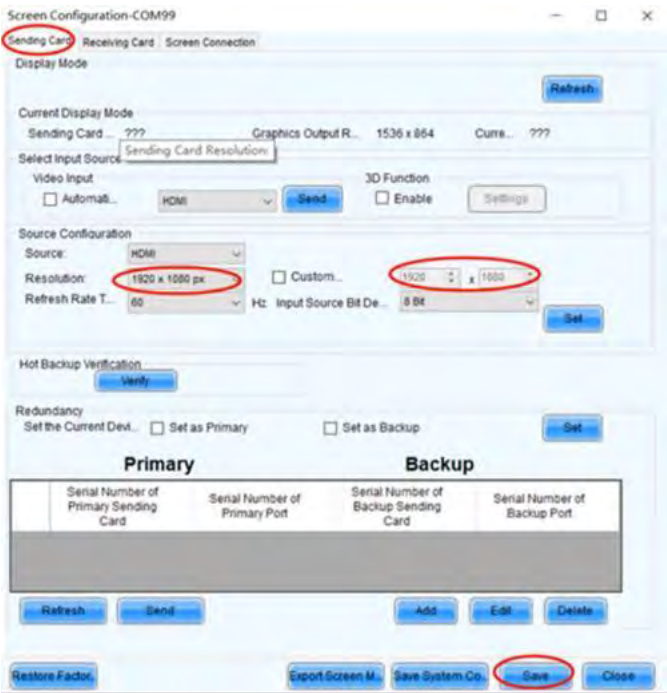 Screen Configuration-COM99
Sending Card Receiving Card Screen Connection
Display Mode
Refresh
Current Display Mode
Sending Card ... ??? Graphics Output R... 1536 x 864 Curre... ???
Sending Card Resolution:
Select Input Source
Video Input 3D Function
Automati... HDMI Send Enable Settings
Source Configuration
Source: HDMI
Resolution: 1920 x 1080 px Custom... 1920 x 1080
Refresh Rate T... 60 Hz Input Source Bit De... 8 Bit
Set
Hot Backup Verification
Verify
Redundancy
Set the Current Devi... Set as Primary Set as Backup Set
Primary Backup
Serial Number of Primary Sending Card
Serial Number of Primary Port
Serial Number of Backup Sending Card
Serial Number of Backup Port
Refresh Send Add Edit Delete
Restore Factor.. Export Screen M... Save System Co... Save Close